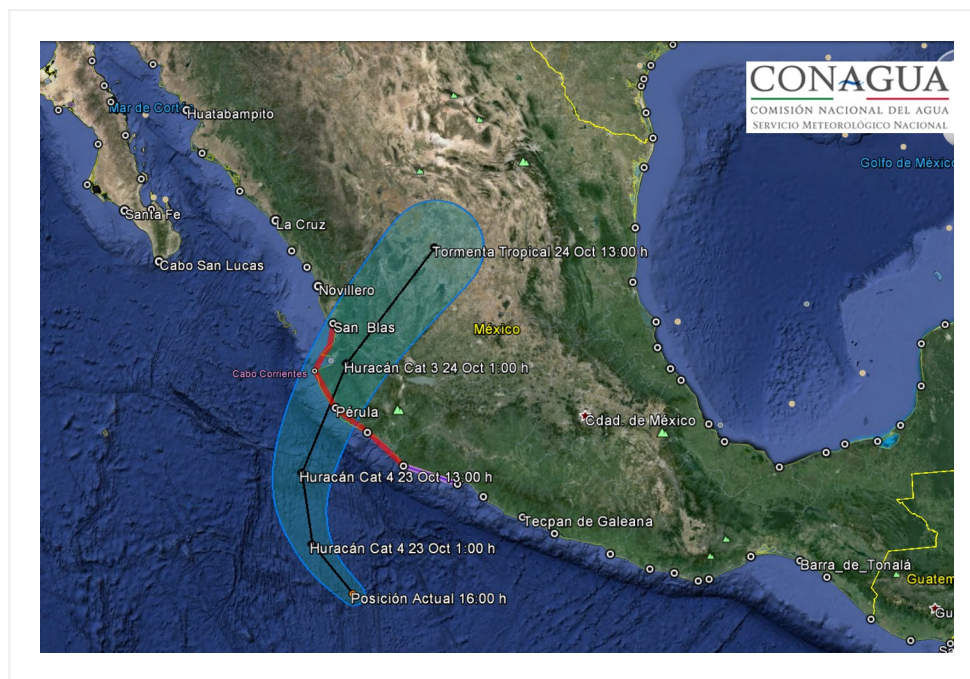 CONAGUA
COMISIÓN NACIONAL DEL AGUA
SERVICIO METEOROLÓGICO NACIONAL
Mar de Cortés
Huatabampito
Golfo de México
Santa Fe
La Cruz
Cabo San Lucas
Tormenta Tropical 24 Oct 13:00 h
Novillero
San Blas
México
Cabo Corrientes
Huracán Cat 3 24 Oct 1:00 h
Pérula
Cdad. de México
Huracán Cat 4 23 Oct 13:00 h
Tecpan de Galeana
Huracán Cat 4 23 Oct 1:00 h
Barra_de_Tonalá
Guatem
Posición Actual 16:00 h
Gu
Sa